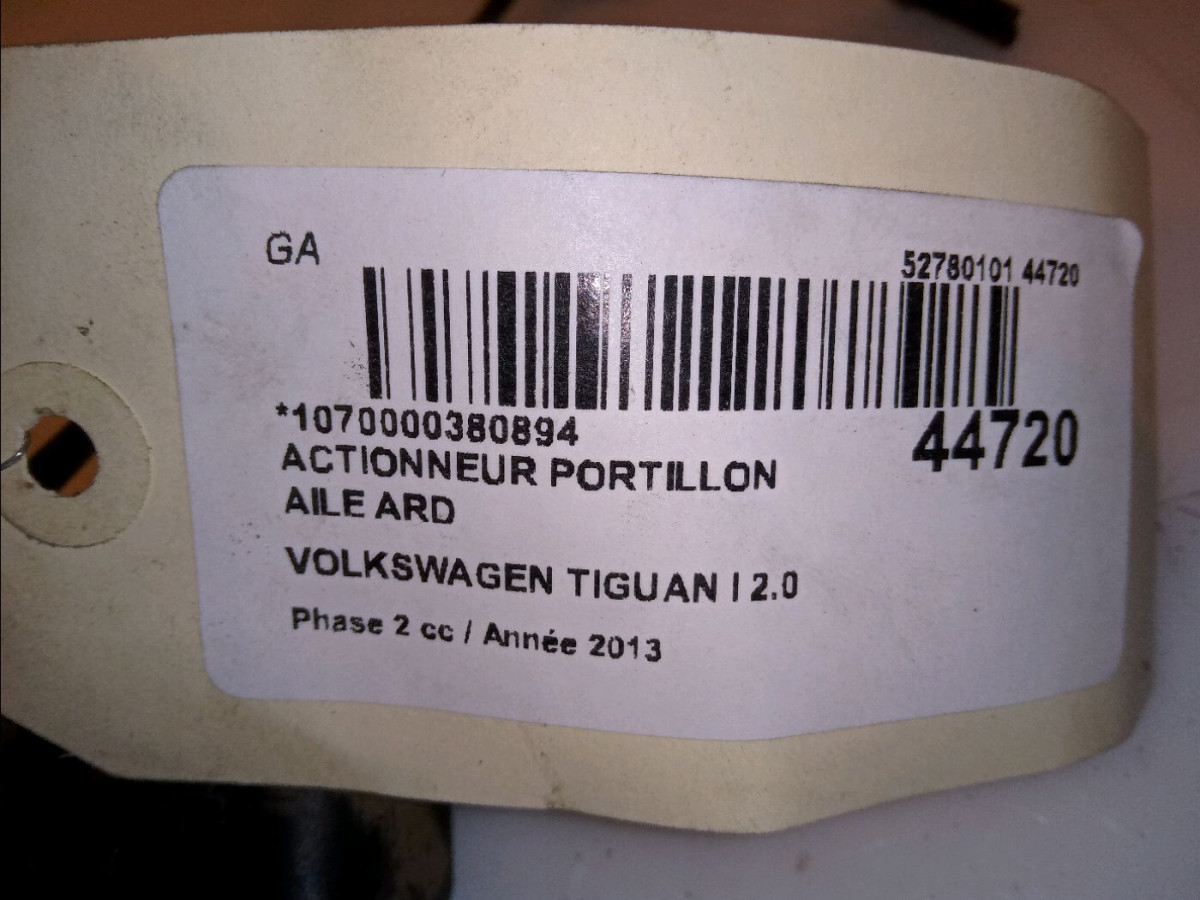 GA
52780101 44720
*1070000380894
44720
ACTIONNEUR PORTILLON
AILE ARD
VOLKSWAGEN TIGUAN I 2.0
Phase 2 cc / Année 2013